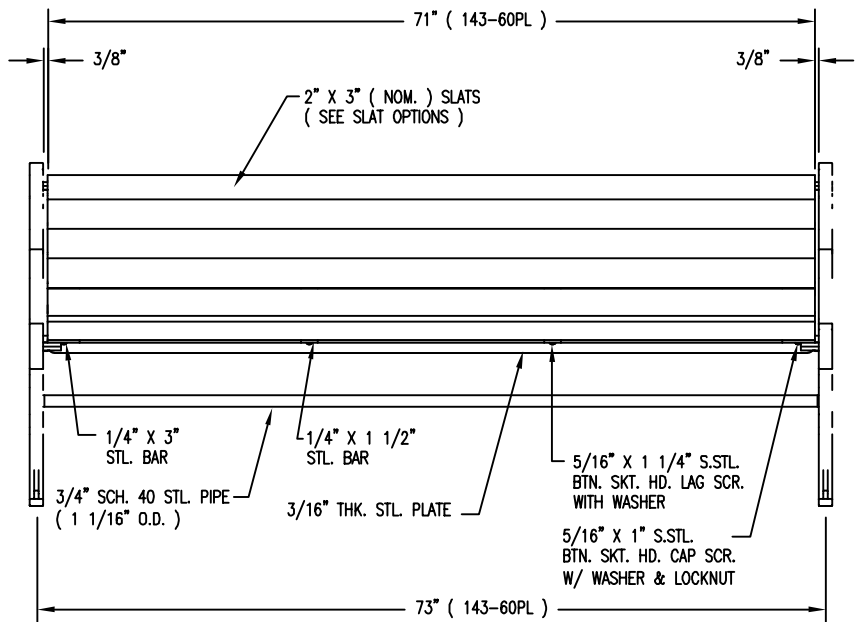 71" ( 143-60PL )
3/8"
3/8"
2" X 3" ( NOM. ) SLATS
( SEE SLAT OPTIONS )
1/4" X 3"
STL. BAR
1/4" X 1 1/2"
STL. BAR
5/16" X 1 1/4" S.STL.
BTN. SKT. HD. LAG SCR.
WITH WASHER
3/4" SCH. 40 STL. PIPE
( 1 1/16" O.D. )
3/16" THK. STL. PLATE
5/16" X 1" S.STL.
BTN. SKT. HD. CAP SCR.
W/ WASHER & LOCKNUT
73" ( 143-60PL )